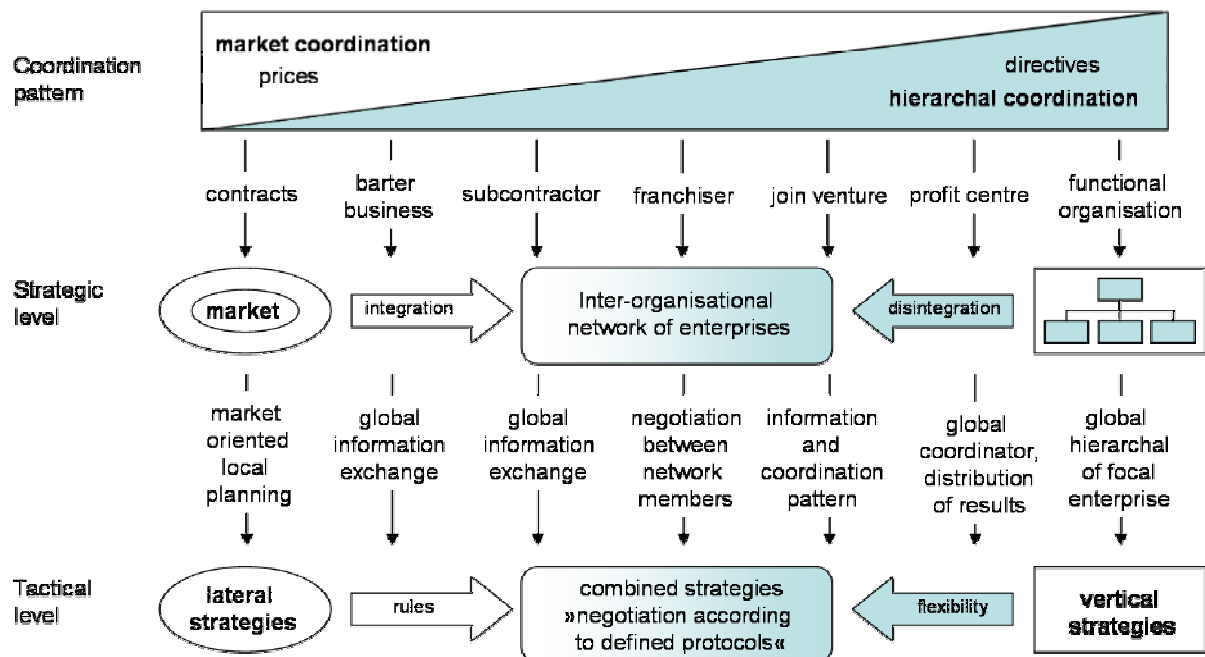 Coordination
pattern
market coordination
prices
directives
hierarchal coordination
contracts
barter
business
subcontractor
franchiser
join venture
profit centre
functional
organisation
Strategic
level
market
integration
Inter-organisational
network of enterprises
disintegration
market
oriented
local
planning
global
information
exchange
global
information
exchange
negotiation
between
network
members
information
and
coordination
pattern
global
coordinator,
distribution
of results
global
hierarchal
of focal
enterprise
Tactical
level
lateral
strategies
rules
combined strategies
»negotiation according
to defined protocols«
flexibility
vertical
strategies